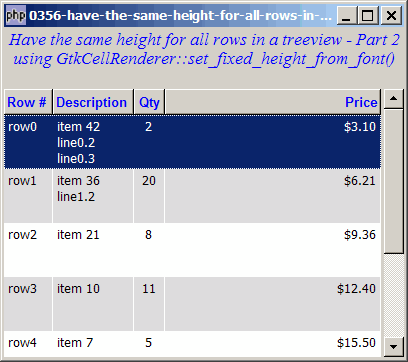 php 0356-have-the-same-height-for-all-rows-in-...
Have the same height for all rows in a treeview - Part 2
using GtkCellRenderer::set_fixed_height_from_font()
Row # Description Qty Price
row0 item 42 2 $3.10
line0.2
line0.3
row1 item 36 20 $6.21
line1.2
row2 item 21 8 $9.36
row3 item 10 11 $12.40
row4 item 7 5 $15.50